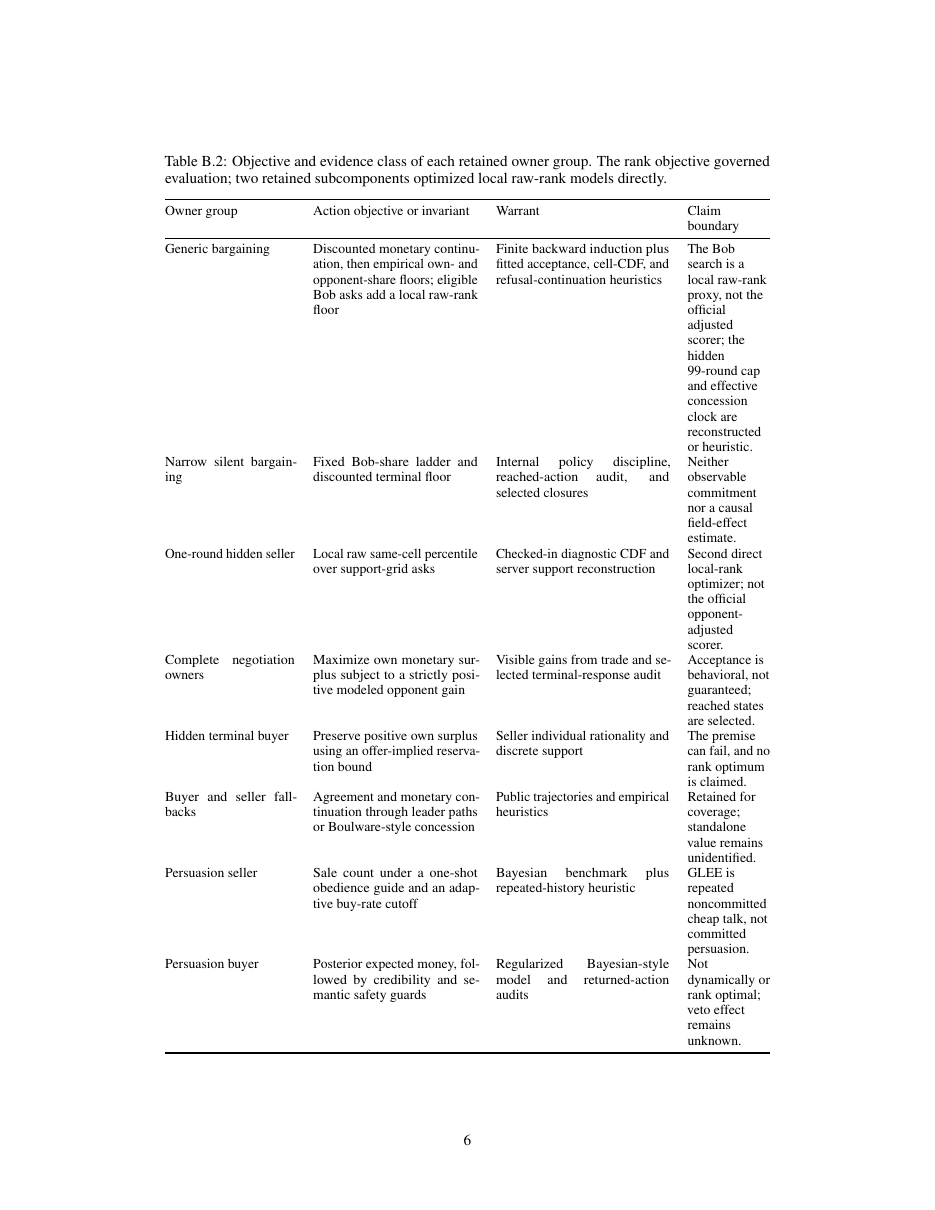 Table B.2: Objective and evidence class of each retained owner group. The rank objective governed
evaluation; two retained subcomponents optimized local raw-rank models directly.
Owner group
Action objective or invariant
Warrant
Claim
boundary
Generic bargaining
Discounted monetary continu-
ation, then empirical own- and
opponent-share floors; eligible
Bob asks add a local raw-rank
floor
Finite backward induction plus
fitted acceptance, cell-CDF, and
refusal-continuation heuristics
The Bob
search is a
local raw-rank
proxy, not the
official
adjusted
scorer; the
hidden
99-round cap
and effective
concession
clock are
reconstructed
or heuristic.
Narrow silent bargain-
ing
Fixed Bob-share ladder and
discounted terminal floor
Internal policy discipline,
reached-action audit, and
selected closures
Neither
observable
commitment
nor a causal
field-effect
estimate.
One-round hidden seller
Local raw same-cell percentile
over support-grid asks
Checked-in diagnostic CDF and
server support reconstruction
Second direct
local-rank
optimizer; not
the official
opponent-
adjusted
scorer.
Complete negotiation
owners
Maximize own monetary sur-
plus subject to a strictly posi-
tive modeled opponent gain
Visible gains from trade and se-
lected terminal-response audit
Acceptance is
behavioral, not
guaranteed;
reached states
are selected.
Hidden terminal buyer
Preserve positive own surplus
using an offer-implied reserva-
tion bound
Seller individual rationality and
discrete support
The premise
can fail, and no
rank optimum
is claimed.
Buyer and seller fall-
backs
Agreement and monetary con-
tinuation through leader paths
or Boulware-style concession
Public trajectories and empirical
heuristics
Retained for
coverage;
standalone
value remains
unidentified.
Persuasion seller
Sale count under a one-shot
obedience guide and an adap-
tive buy-rate cutoff
Bayesian benchmark plus
repeated-history heuristic
GLEE is
repeated
noncommitted
cheap talk, not
committed
persuasion.
Persuasion buyer
Posterior expected money, fol-
lowed by credibility and se-
mantic safety guards
Regularized Bayesian-style
model and returned-action
audits
Not
dynamically or
rank optimal;
veto effect
remains
unknown.
6